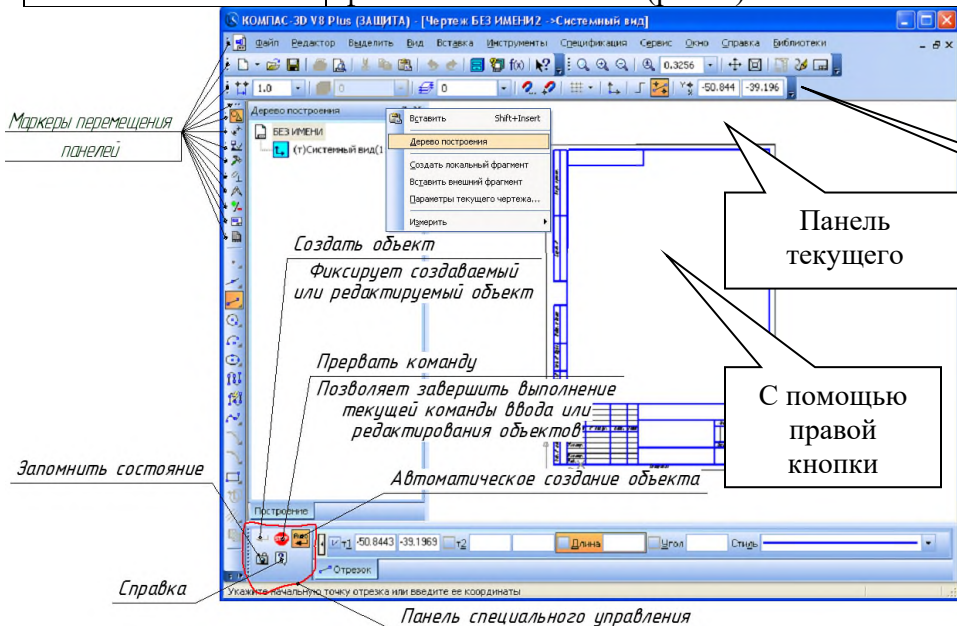 КОМПАС-3D V8 Plus (ЗАЩИТА) - [Чертеж БЕЗ ИМЕНИ2 ->Системный вид]
Файл Редактор Выделить Вид Вставка Инструменты Спецификация Сервис Окно Справка Библиотеки
f(x) 0.3256
1.0 0 0 -50.844 -39.196
Дерево построения
БЕЗ ИМЕНИ
(т)Системный вид(1
Вставить Shift+Insert
Дерево построения
Создать локальный фрагмент
Вставить внешний фрагмент
Параметры текущего чертежа...
Измерить
Маркеры перемещения
панелей
Панель
текущего
Создать объект
Фиксирует создаваемый
или редактируемый объект
Прервать команду
Позволяет завершить выполнение
текущей команды ввода или
редактирования объектов
С помощью
правой
кнопки
Запомнить состояние
Автоматическое создание объекта
Построение
т1 -50.8443 -39.1969 т2 Длина Угол Стиль
Отрезок
Справка
Укажите начальную точку отрезка или введите ее координаты
Панель специального управления